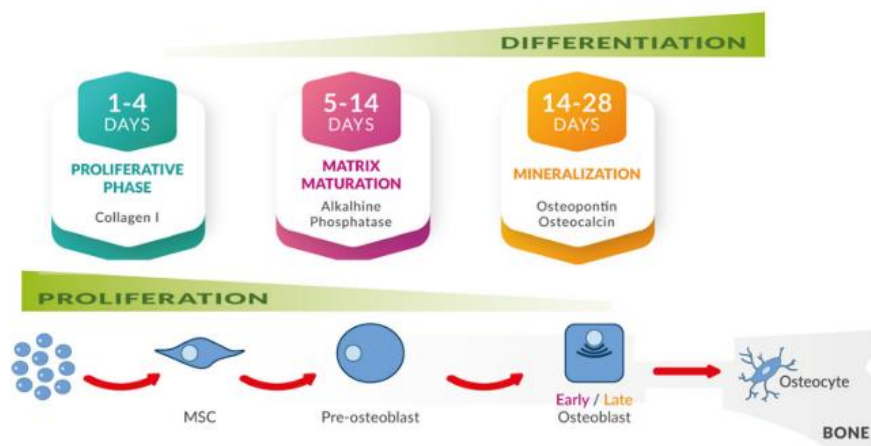 DIFFERENTIATION
1-4
DAYS
PROLIFERATIVE
PHASE
Collagen I
5-14
DAYS
MATRIX
MATURATION
Alkalhine
Phosphatase
14-28
DAYS
MINERALIZATION
Osteopontin
Osteocalcin
PROLIFERATION
MSC
Pre-osteoblast
Early / Late
Osteoblast
Osteocyte
BONE